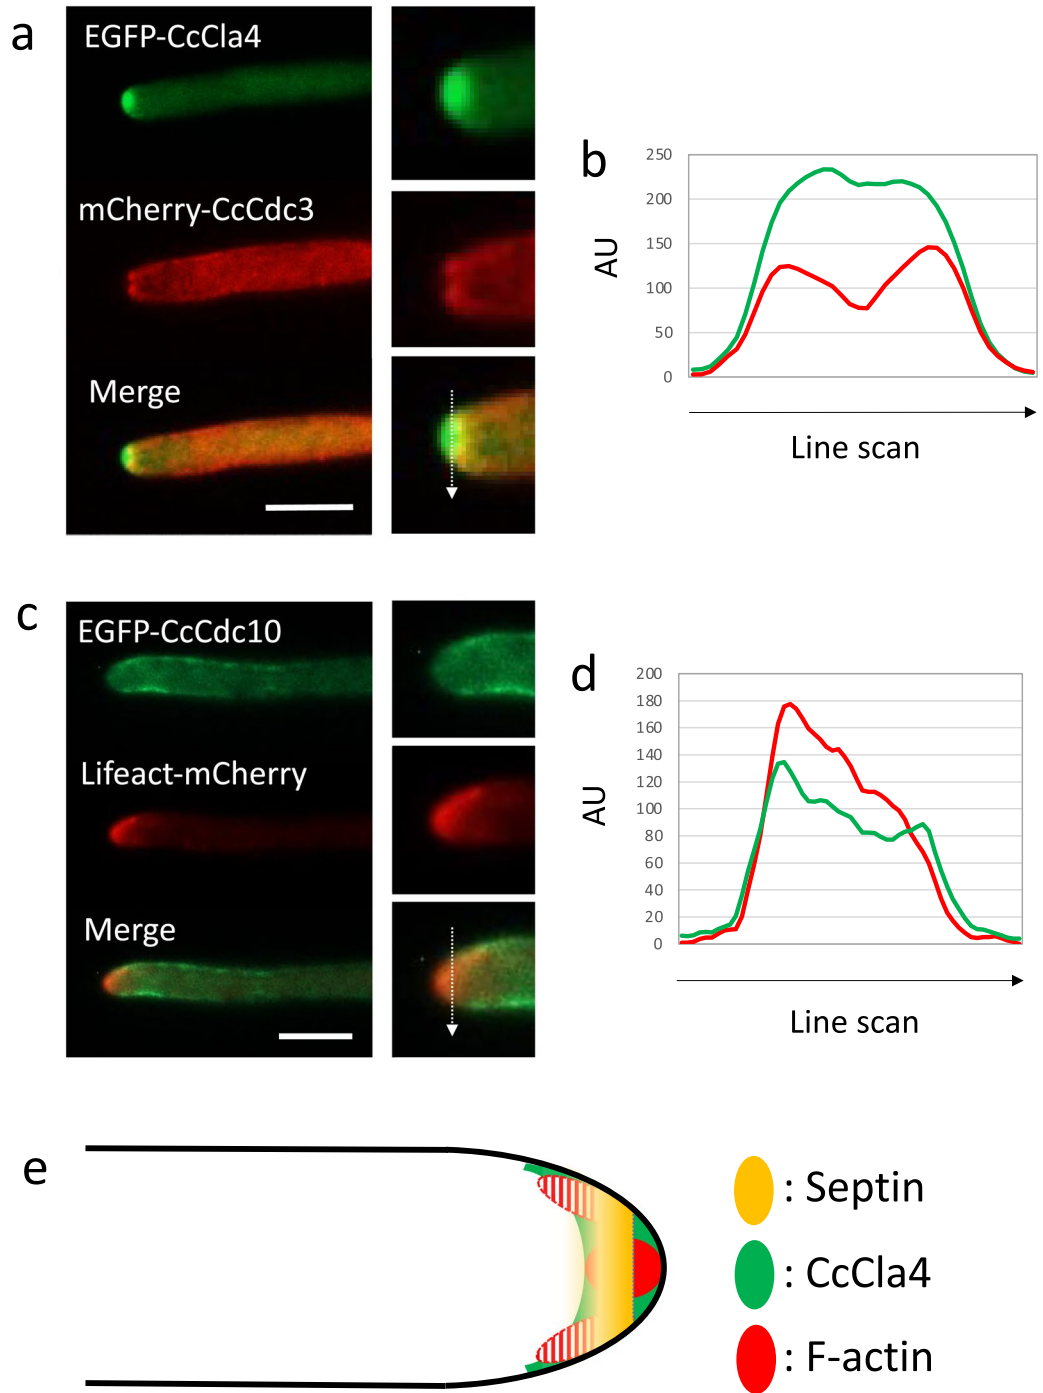 a
EGFP-CcCla4
mCherry-CcCdc3
Merge
b
250
200
150
100
50
0
AU
Line scan
c
EGFP-CcCdc10
Lifeact-mCherry
Merge
d
200
180
160
140
120
100
80
60
40
20
0
AU
Line scan
e
: Septin
: CcCla4
: F-actin